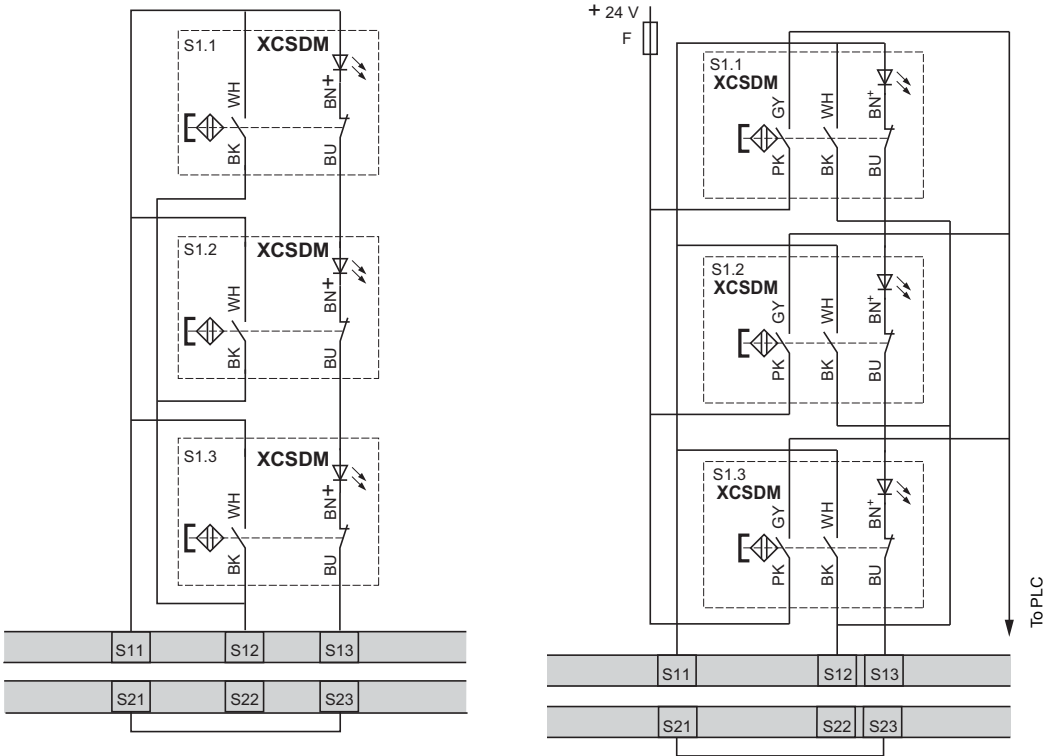 S1.1
XCSDM
WH
BN+
BK
BU
S1.2
XCSDM
WH
BN+
BK
BU
S1.3
XCSDM
WH
BN+
BK
BU
S11 S12 S13
S21 S22 S23
+ 24 V
F
S1.1
XCSDM
GY WH BN+
PK BK BU
S1.2
XCSDM
GY WH BN+
PK BK BU
S1.3
XCSDM
GY WH BN+
PK BK BU
To PLC
S11 S12 S13
S21 S22 S23